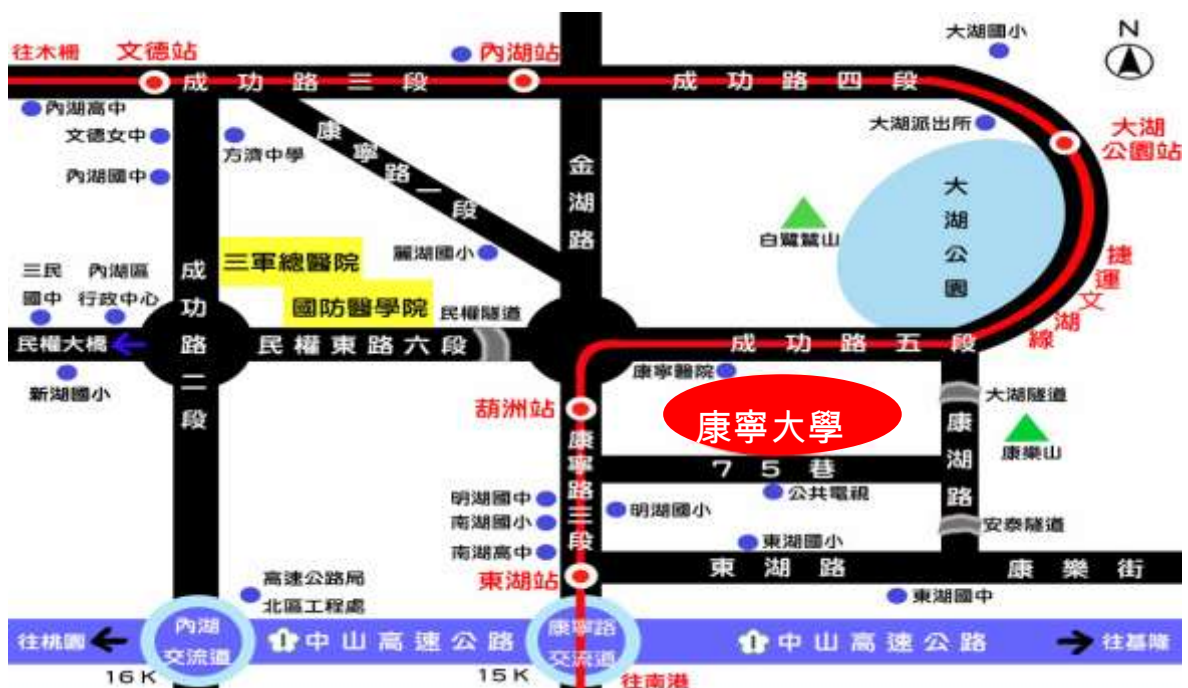 大湖國小
N
往木柵
文德站
內湖站
成功路三段
成功路四段
內湖高中
文德女中
方濟中學
內湖國中
康寧路一段
金湖路
大湖派出所
大湖
公園站
大湖公園
白鷺鷥山
麗湖國小
三軍總醫院
國防醫學院
三民
國中
內湖區
行政中心
成功路二段
民權隧道
捷運文湖線
民權大橋
民權東路六段
成功路五段
新湖國小
康寧醫院
大湖隧道
葫洲站
康寧大學
康湖路
康樂山
75巷
康寧路三段
明湖國中
公共電視
南湖國小
明湖國小
安泰隧道
南湖高中
東湖國小
東湖站
東湖路
康樂街
高速公路局
北區工程處
東湖國中
往桃園
內湖
交流道
1
中山高速公路
康寧路
交流道
1
中山高速公路
往基隆
16K
15K
往南港